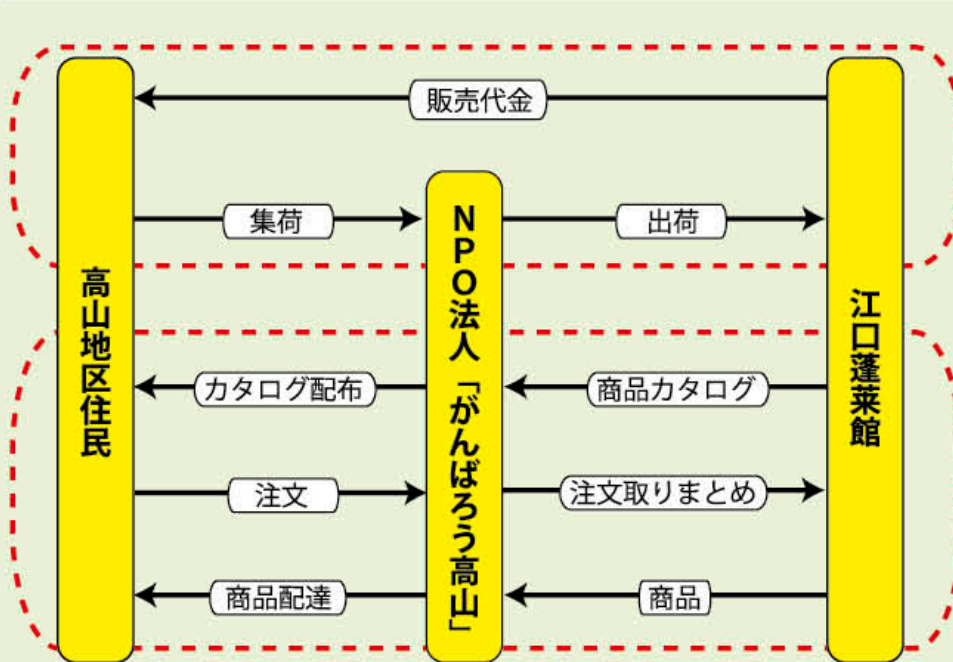 販売代金
集荷
出荷
高山地区住民
NPO法人「がんばろう高山」
江口蓬莱館
カタログ配布
商品カタログ
注文
注文取りまとめ
商品配達
商品